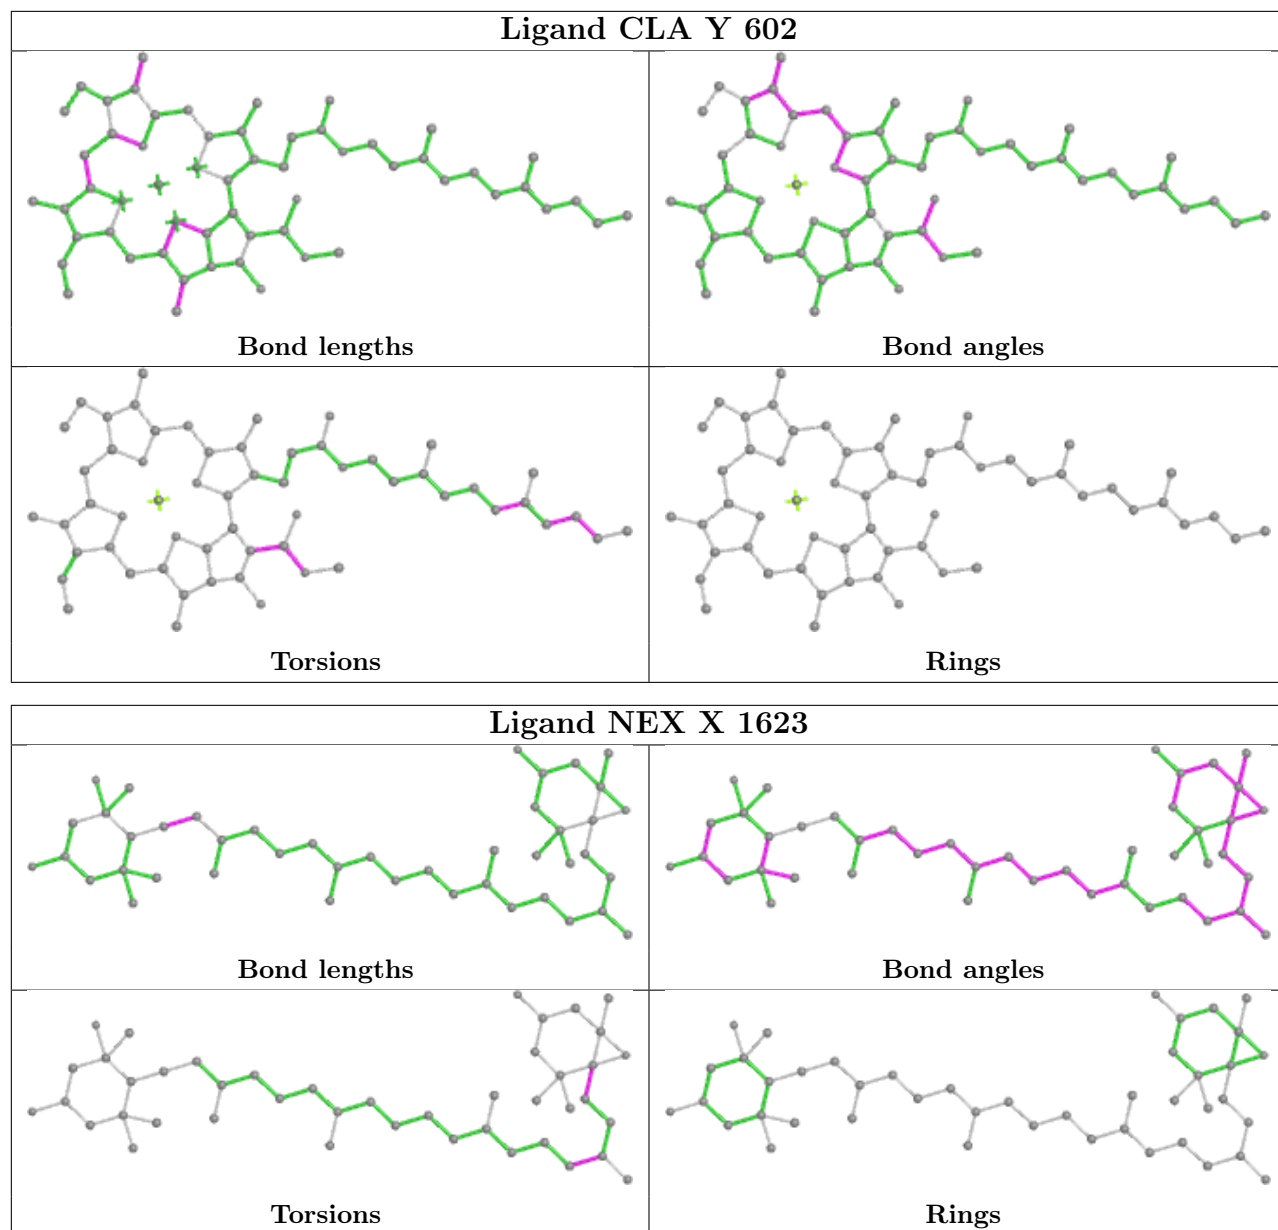 Ligand CLA Y 602
Bond lengths
Bond angles
Torsions
Rings
Ligand NEX X 1623
Bond lengths
Bond angles
Torsions
Rings